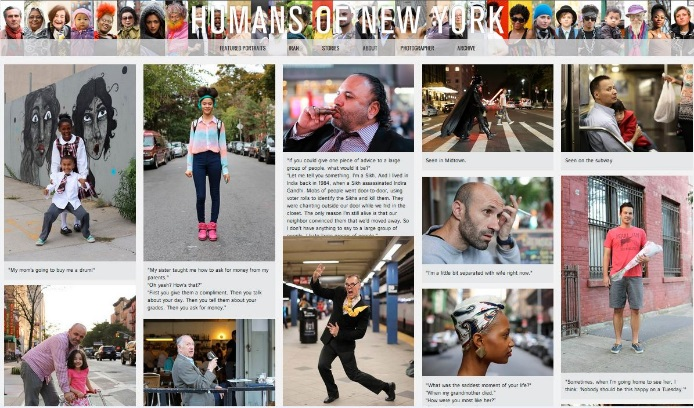 HUMANS OF NEW YORK
FEATURED PORTRAITS IRAN STORIES ABOUT PHOTOGRAPHER ARCHIVE
"My mom's going to buy me a drum!"
"My sister taught me how to ask for money from my
parents."
"Oh yeah? How's that?"
"First you give them a compliment. Then you talk
about your day. Then you tell them about your
grades. Then you ask for money."
"If you could give one piece of advice to a large
group of people, what would it be?"
"Let me tell you something. I'm a Sikh. And I lived in
India back in 1984, when a Sikh assassinated Indira
Gandhi. Mobs of people went door-to-door, using
voter rolls to identify the Sikhs and kill them. They
were chanting outside our door while we hid in the
closet. The only reason I'm still alive is that our
neighbor convinced them that we'd moved away. So
I don't have anything to say to a large group of
Seen in Midtown.
"I'm a little bit separated with wife right now."
"What was the saddest moment of your life?"
"When my grandmother died."
"How were you most like her?"
Seen on the subway.
"Sometimes, when I'm going home to see her, I
think: 'Nobody should be this happy on a Tuesday.'"